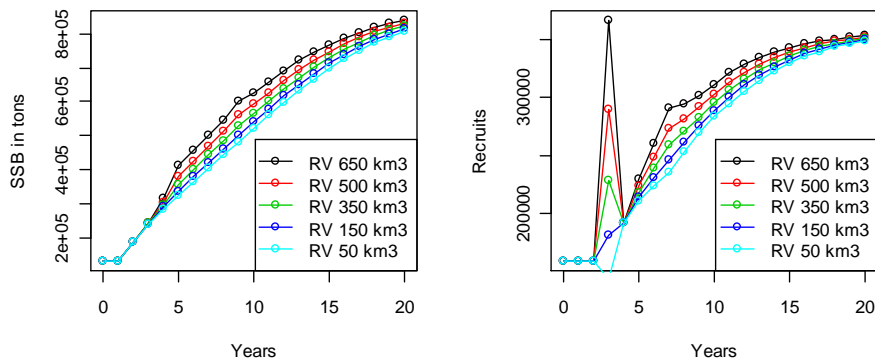 SSB in tons
8e+05
6e+05
4e+05
2e+05
0 5 10 15 20
Years
RV 650 km3
RV 500 km3
RV 350 km3
RV 150 km3
RV 50 km3
Recruits
300000
200000
0 5 10 15 20
Years
RV 650 km3
RV 500 km3
RV 350 km3
RV 150 km3
RV 50 km3